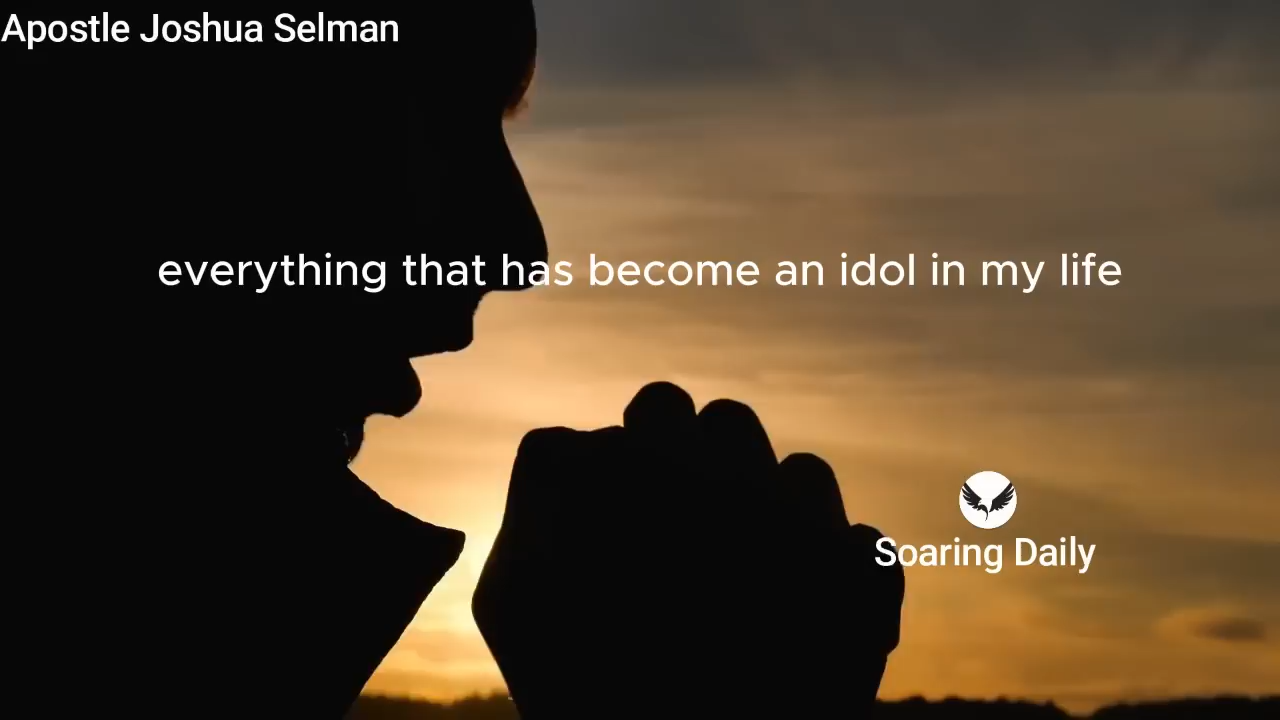 Apostle Joshua Selman
everything that has become an idol in my life
Soaring Daily